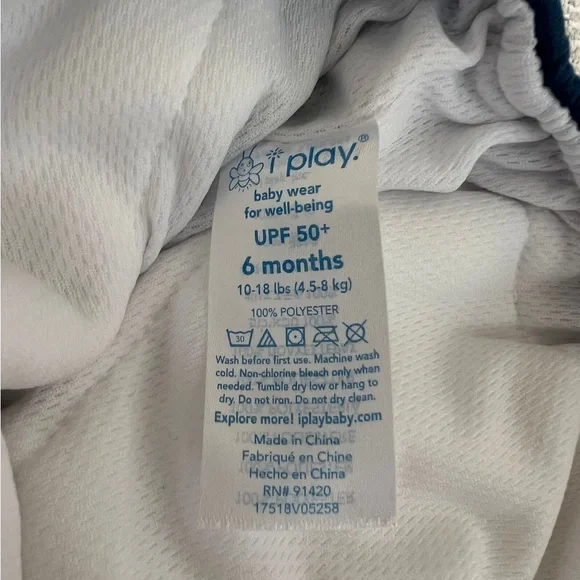 i play.®
baby wear
for well-being
UPF 50+
6 months
10-18 lbs (4.5-8 kg)
100% POLYESTER
30
Wash before first use. Machine wash
cold. Non-chlorine bleach only when
needed. Tumble dry low or hang to
dry. Do not iron. Do not dry clean.
Explore more! iplaybaby.com
Made in China
Fabriqué en Chine
Hecho en China
RN# 91420
17518V05258